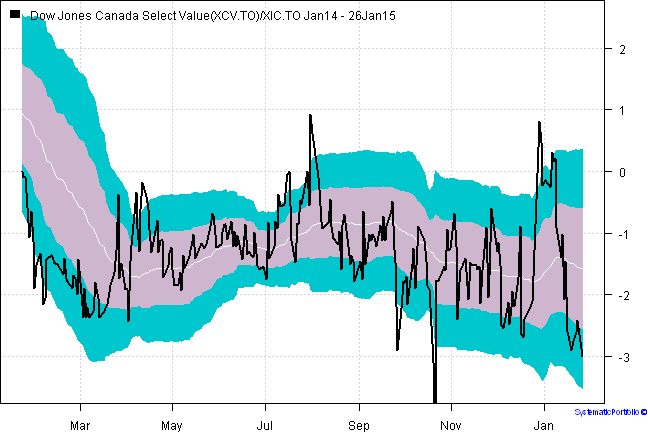 Dow Jones Canada Select Value(XCV.TO)/XIC.TO Jan14 - 26Jan15
2
1
0
-1
-2
-3
Mar May Jul Sep Nov Jan
SystematicPortfolio ©